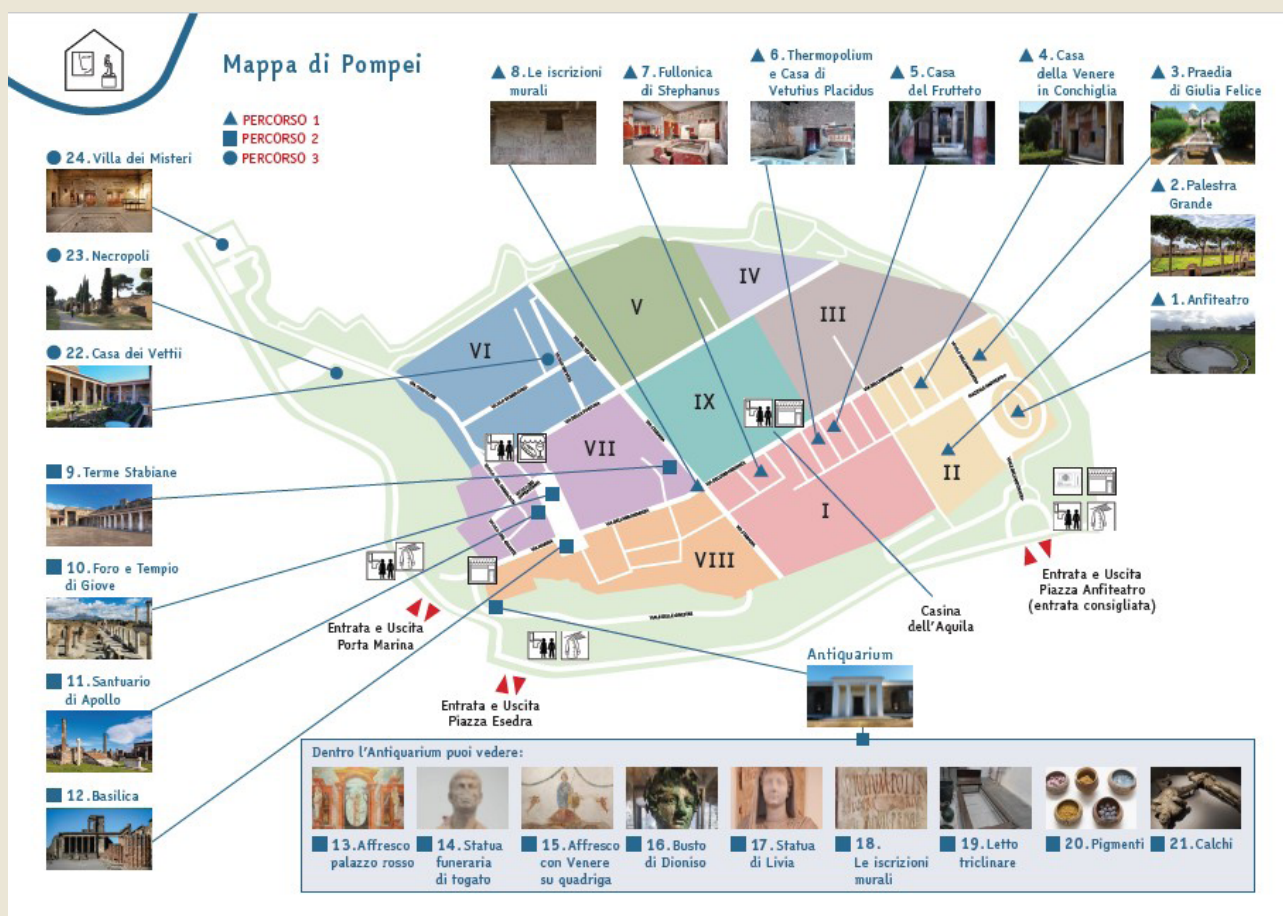 Mappa di Pompei
PERCORSO 1
PERCORSO 2
PERCORSO 3
8. Le iscrizioni
murali
7. Fullonica
di Stephanus
6. Thermopolium
e Casa di
Vetutius Placidus
5. Casa
del Frutteto
4. Casa
della Venere
in Conchiglia
3. Praedia
di Giulia Felice
2. Palestra
Grande
1. Anfiteatro
24. Villa dei Misteri
23. Necropoli
22. Casa dei Vettii
9. Terme Stabiane
10. Foro e Tempio
di Giove
11. Santuario
di Apollo
12. Basilica
IV
V
III
VI
IX
VII
II
I
VIII
Entrata e Uscita
Porta Marina
Entrata e Uscita
Piazza Esedra
Entrata e Uscita
Piazza Anfiteatro
(entrata consigliata)
Casina
dell'Aquila
Antiquarium
Dentro l'Antiquarium puoi vedere:
13. Affresco
palazzo rosso
14. Statua
funeraria
di togato
15. Affresco
con Venere
su quadriga
16. Busto
di Dioniso
17. Statua
di Livia
18.
Le iscrizioni
murali
19. Letto
triclinare
20. Pigmenti
21. Calchi